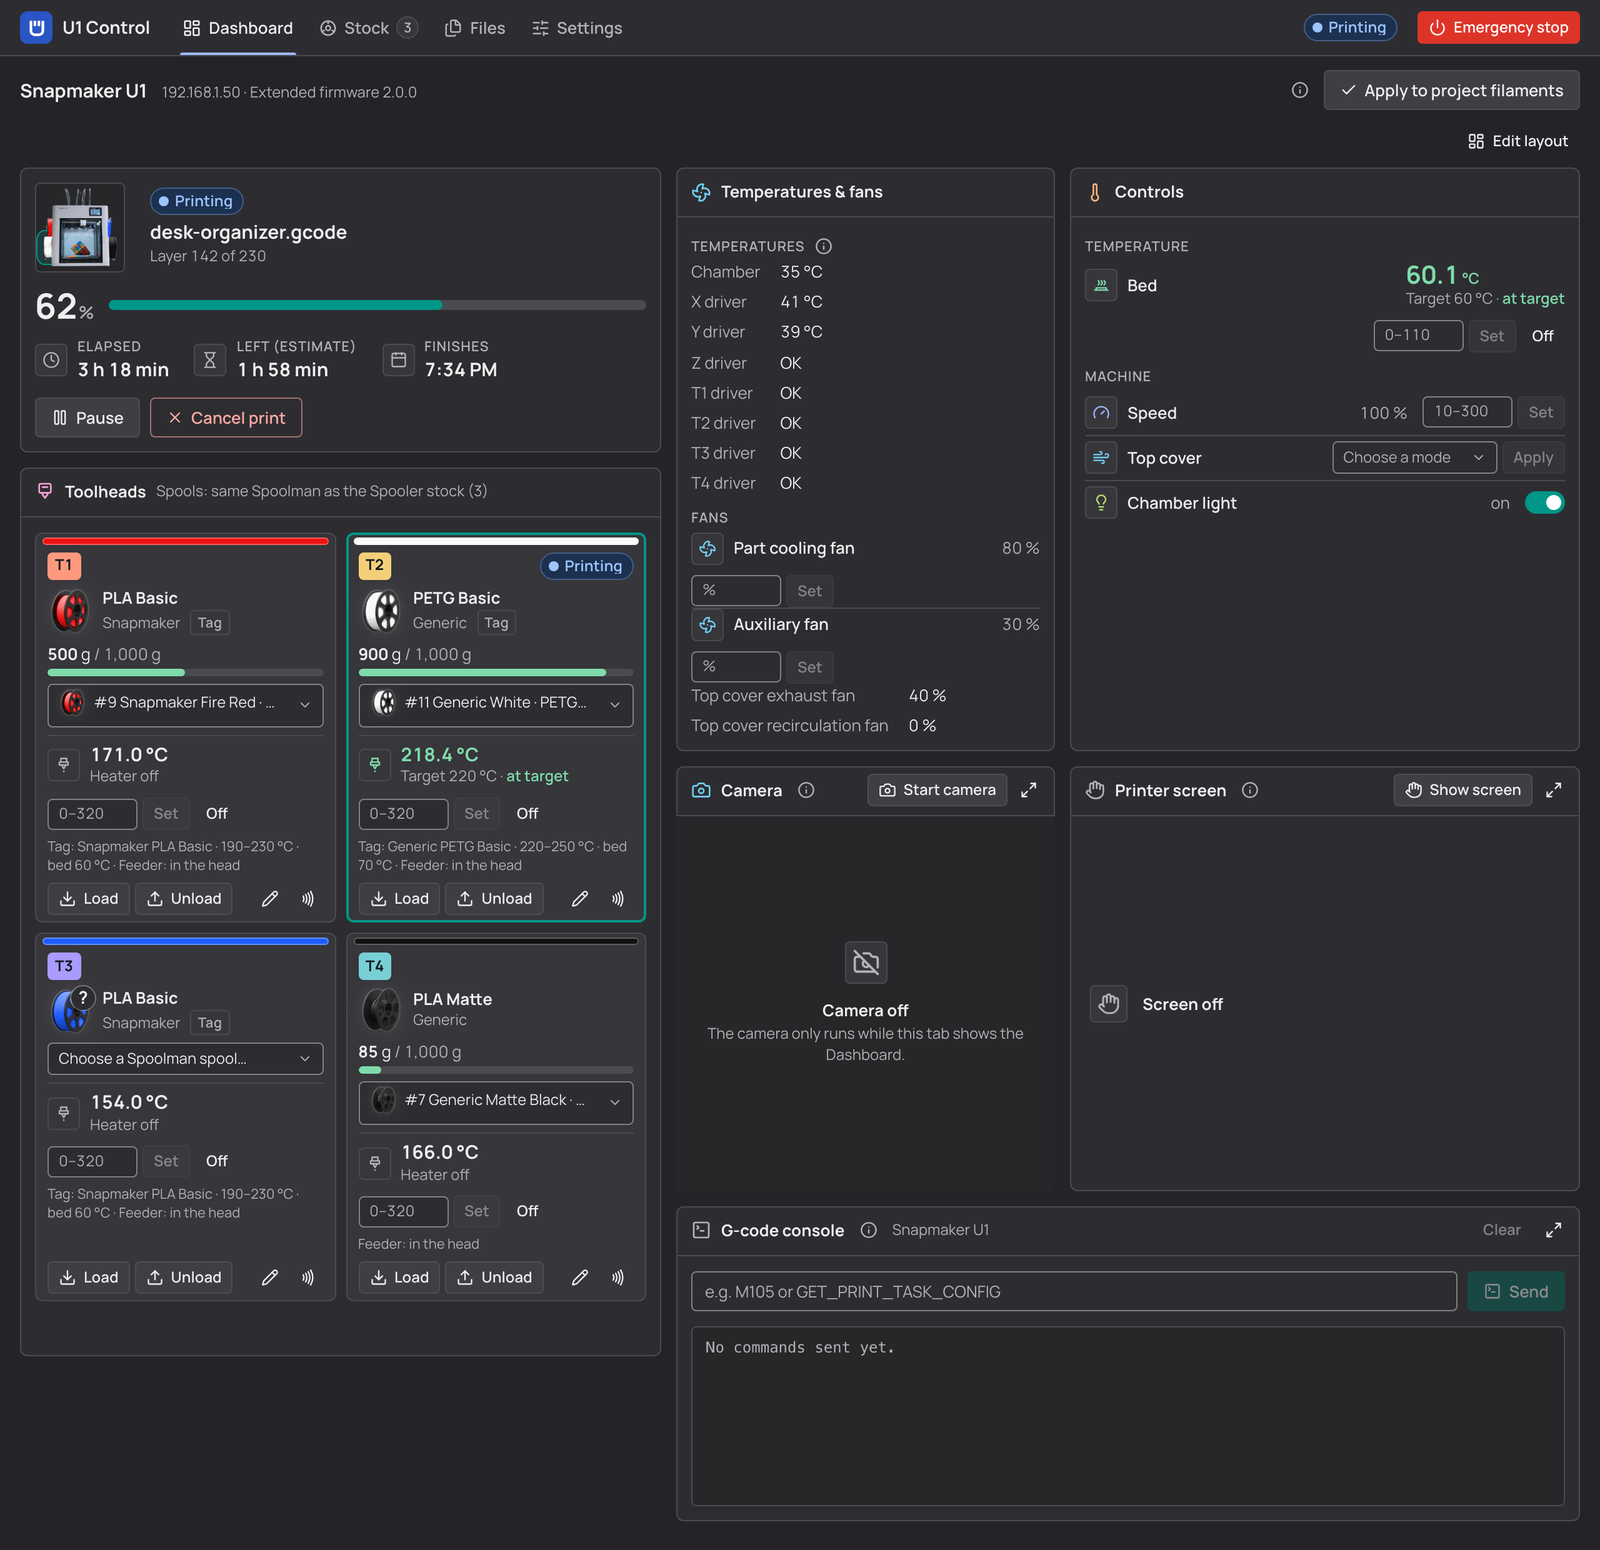 U1 Control
Dashboard
Stock 3
Files
Settings
Printing
Emergency stop
Snapmaker U1 192.168.1.50 · Extended firmware 2.0.0
Apply to project filaments
Edit layout
Printing
desk-organizer.gcode
Layer 142 of 230
62%
ELAPSED
3 h 18 min
LEFT (ESTIMATE)
1 h 58 min
FINISHES
7:34 PM
Pause
Cancel print
Toolheads Spools: same Spoolman as the Spooler stock (3)
T1
PLA Basic
Snapmaker Tag
500 g / 1,000 g
#9 Snapmaker Fire Red · ...
171.0 °C
Heater off
0–320 Set Off
Tag: Snapmaker PLA Basic · 190–230 °C ·
bed 60 °C · Feeder: in the head
Load Unload
T2 Printing
PETG Basic
Generic Tag
900 g / 1,000 g
#11 Generic White · PETG...
218.4 °C
Target 220 °C · at target
0–320 Set Off
Tag: Generic PETG Basic · 220–250 °C · bed
70 °C · Feeder: in the head
Load Unload
T3
?
PLA Basic
Snapmaker Tag
Choose a Spoolman spool...
154.0 °C
Heater off
0–320 Set Off
Tag: Snapmaker PLA Basic · 190–230 °C ·
bed 60 °C · Feeder: in the head
Load Unload
T4
PLA Matte
Generic
85 g / 1,000 g
#7 Generic Matte Black · ...
166.0 °C
Heater off
0–320 Set Off
Feeder: in the head
Load Unload
Temperatures & fans
TEMPERATURES
Chamber 35 °C
X driver 41 °C
Y driver 39 °C
Z driver OK
T1 driver OK
T2 driver OK
T3 driver OK
T4 driver OK
FANS
Part cooling fan 80 %
% Set
Auxiliary fan 30 %
% Set
Top cover exhaust fan 40 %
Top cover recirculation fan 0 %
Controls
TEMPERATURE
Bed
60.1 °C
Target 60 °C · at target
0–110 Set Off
MACHINE
Speed 100 % 10–300 Set
Top cover Choose a mode Apply
Chamber light on
Camera Start camera
Camera off
The camera only runs while this tab shows the
Dashboard.
Printer screen Show screen
Screen off
G-code console Snapmaker U1 Clear
e.g. M105 or GET_PRINT_TASK_CONFIG
Send
No commands sent yet.